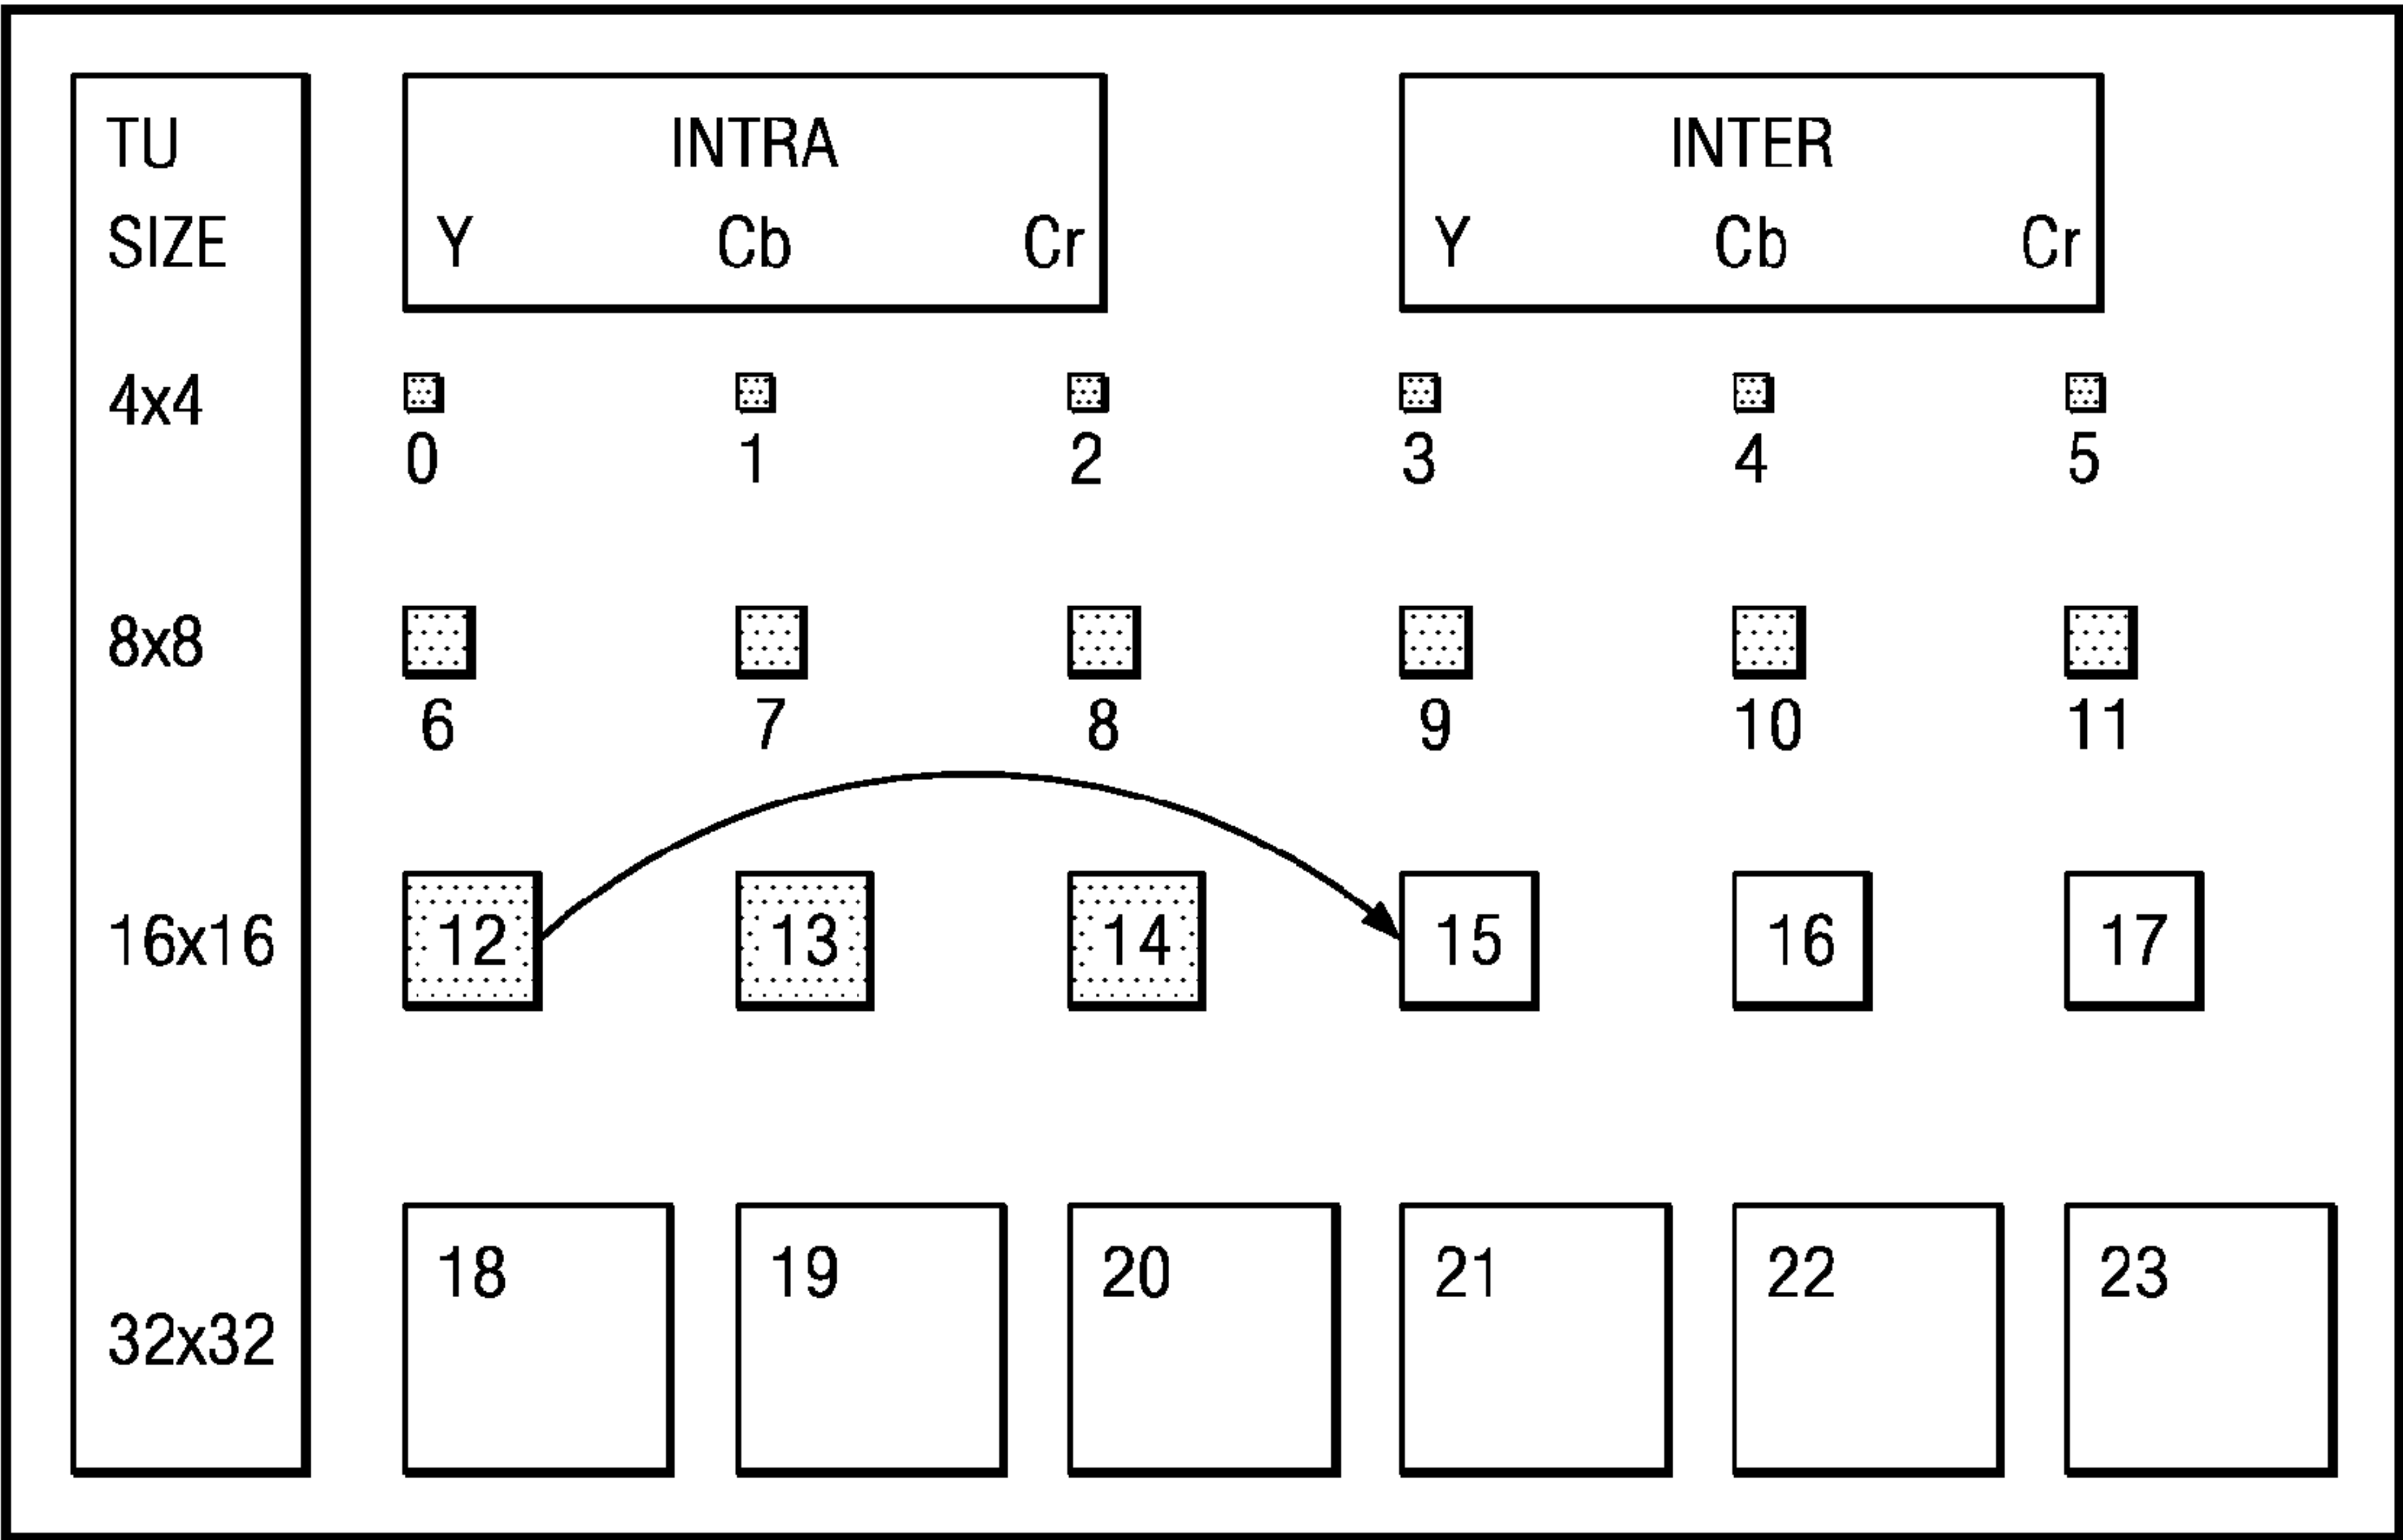 TU INTRA INTER
SIZE Y Cb Cr Y Cb Cr
4x4
0 1 2 3 4 5
8x8
6 7 8 9 10 11
16x16 12 13 14 15 16 17
18 19 20 21 22 23
32x32